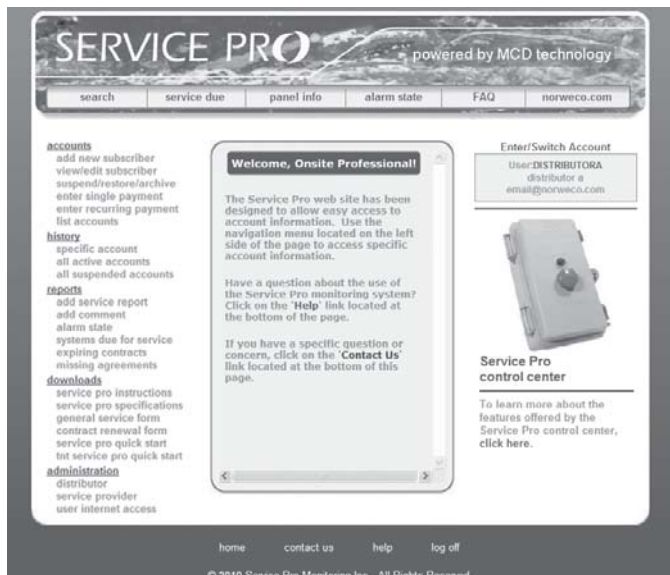 SERVICE PRO
powered by MCD technology
search
service due
panel info
alarm state
FAQ
norweco.com
accounts
add new subscriber
view/edit subscriber
suspend/restore/archive
enter single payment
enter recurring payment
list accounts
history
specific account
all active accounts
all suspended accounts
reports
add service report
add comment
alarm state
systems due for service
expiring contracts
missing agreements
downloads
service pro instructions
service pro specifications
general service form
contract renewal form
service pro quick start
tnt service pro quick start
administration
distributor
service provider
user internet access
Welcome, Onsite Professional!
The Service Pro web site has been
designed to allow easy access to
account information. Use the
navigation menu located on the left
side of the page to access specific
account information.
Have a question about the use of
the Service Pro monitoring system?
Click on the 'Help' link located at
the bottom of the page.
If you have a specific question or
concern, click on the 'Contact Us'
link located at the bottom of this
page.
Enter/Switch Account
User:DISTRIBUTORA
distributor a
email@norweco.com
Service Pro
control center
To learn more about the
features offered by the
Service Pro control center,
click here.
home
contact us
help
log off
© 2010 Service Pro Monitoring Inc. All Rights Reserved